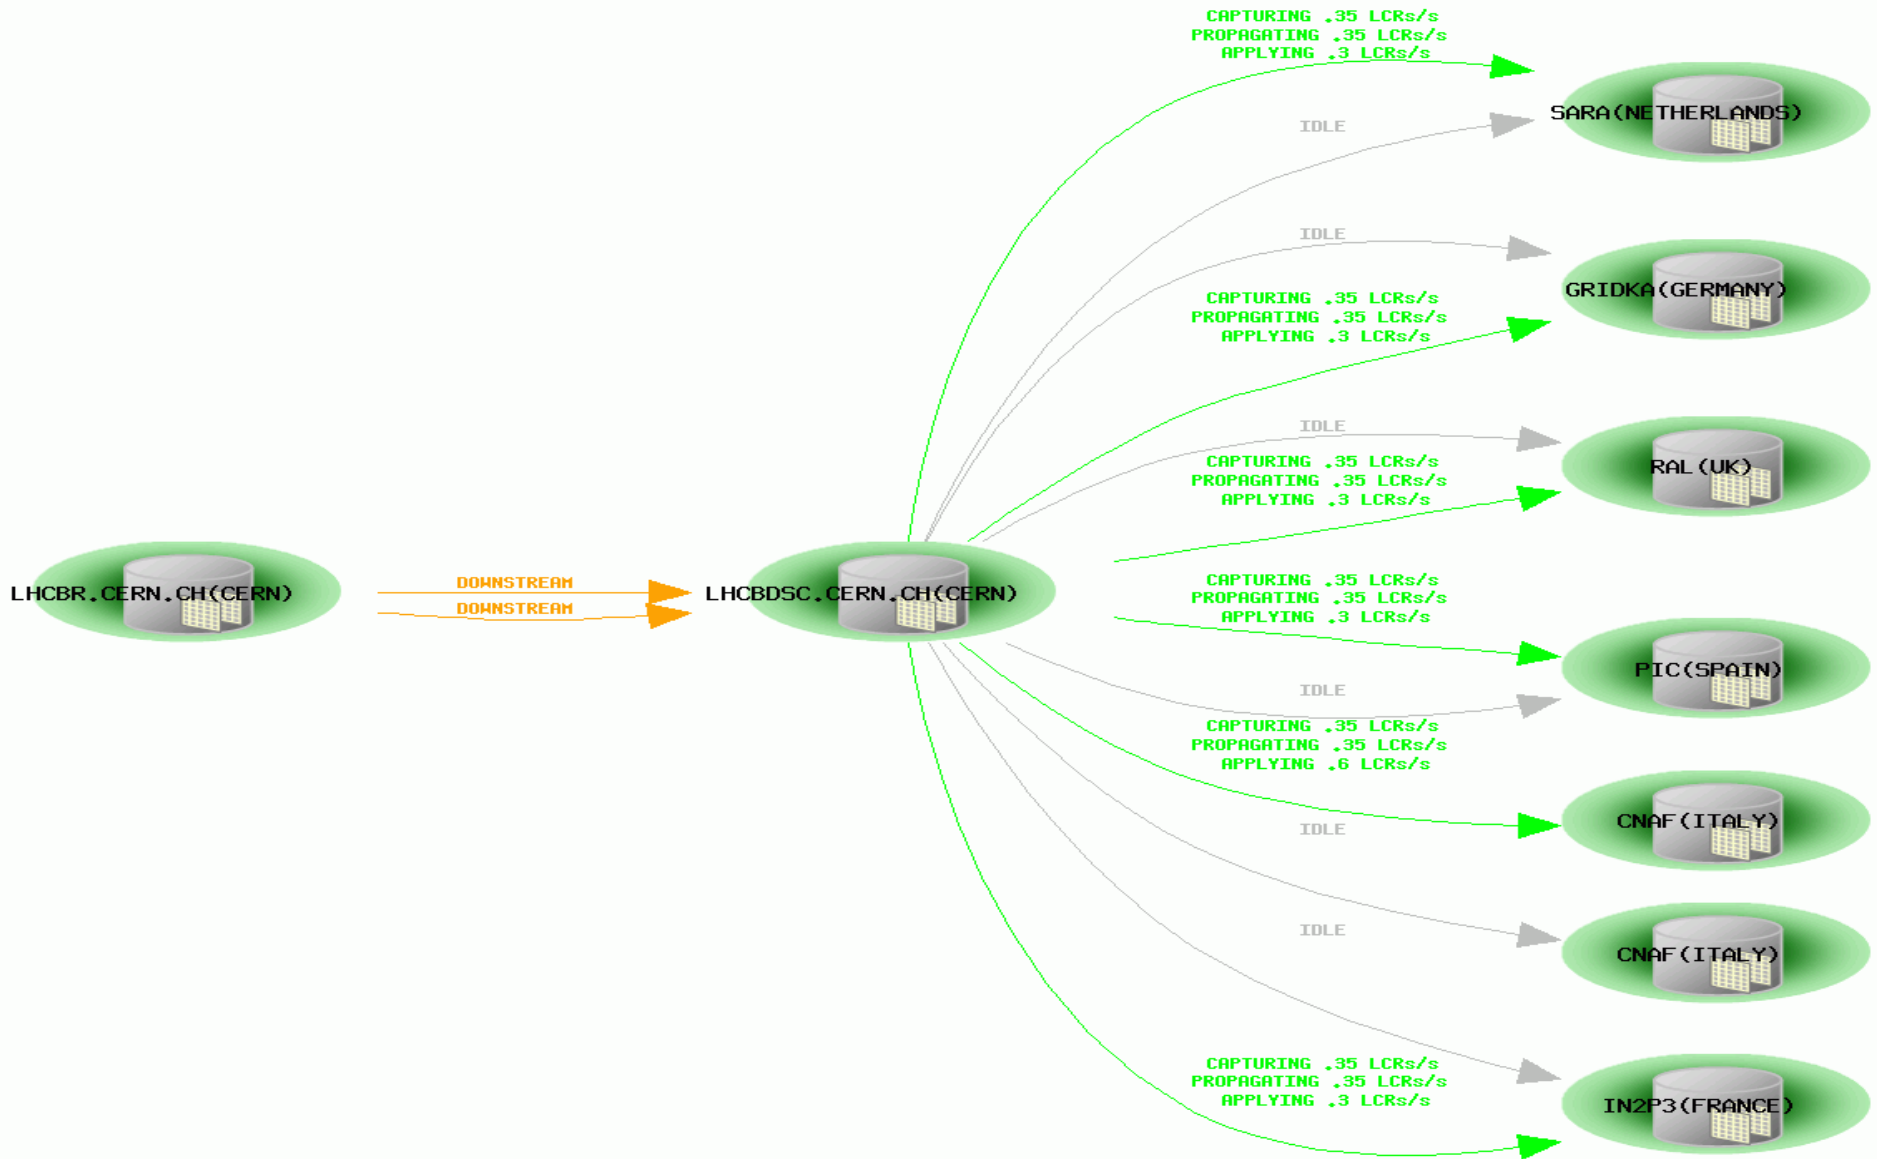 CAPTURING .35 LCRs/s
PROPAGATING .35 LCRs/s
APPLYING .3 LCRs/s
SARA(NETHERLANDS)
IDLE
IDLE
GRIDKA(GERMANY)
CAPTURING .35 LCRs/s
PROPAGATING .35 LCRs/s
APPLYING .3 LCRs/s
IDLE
RAL(UK)
CAPTURING .35 LCRs/s
PROPAGATING .35 LCRs/s
APPLYING .3 LCRs/s
LHCBR.CERN.CH(CERN)
DOWNSTREAM
DOWNSTREAM
LHCBDSC.CERN.CH(CERN)
CAPTURING .35 LCRs/s
PROPAGATING .35 LCRs/s
APPLYING .3 LCRs/s
PIC(SPAIN)
IDLE
CAPTURING .35 LCRs/s
PROPAGATING .35 LCRs/s
APPLYING .6 LCRs/s
CNAF(ITALY)
IDLE
IDLE
CNAF(ITALY)
CAPTURING .35 LCRs/s
PROPAGATING .35 LCRs/s
APPLYING .3 LCRs/s
IN2P3(FRANCE)